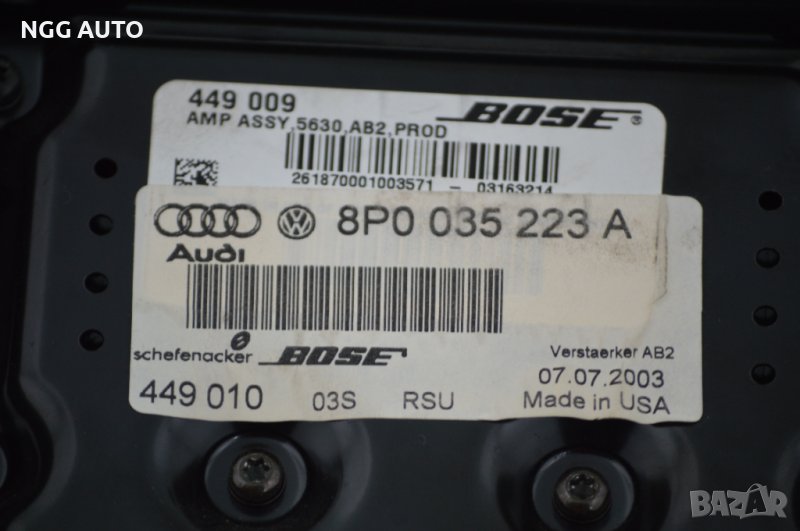 NGG AUTO
449 009
BOSE®
AMP ASSY,5630,AB2,PROD
261870001003571 – 03163214
8P0 035 223 A
Audi
schefenacker BOSE
Verstaerker AB2
07.07.2003
449 010 03S RSU Made in USA
BAZAR